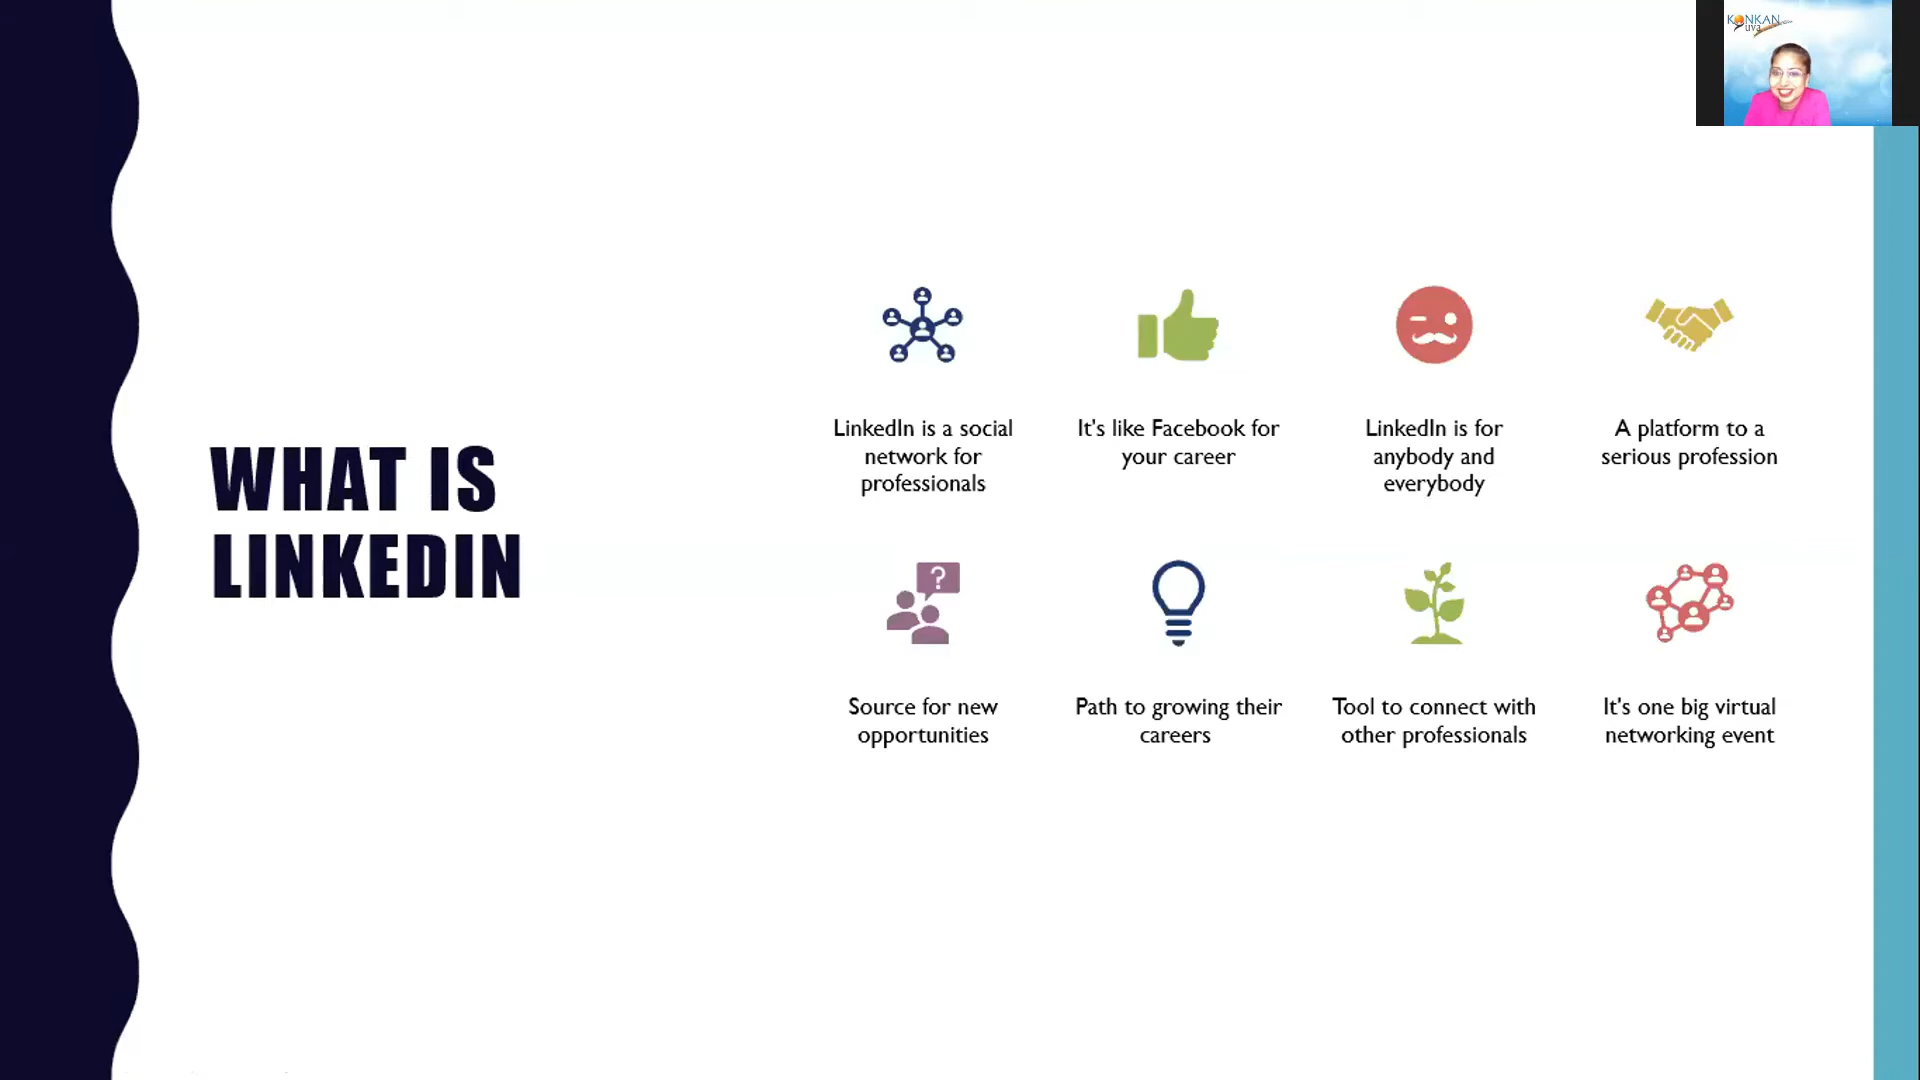 KONKAN
yuva
WHAT IS
LINKEDIN
LinkedIn is a social
network for
professionals
It's like Facebook for
your career
LinkedIn is for
anybody and
everybody
A platform to a
serious profession
?
Source for new
opportunities
Path to growing their
careers
Tool to connect with
other professionals
It's one big virtual
networking event